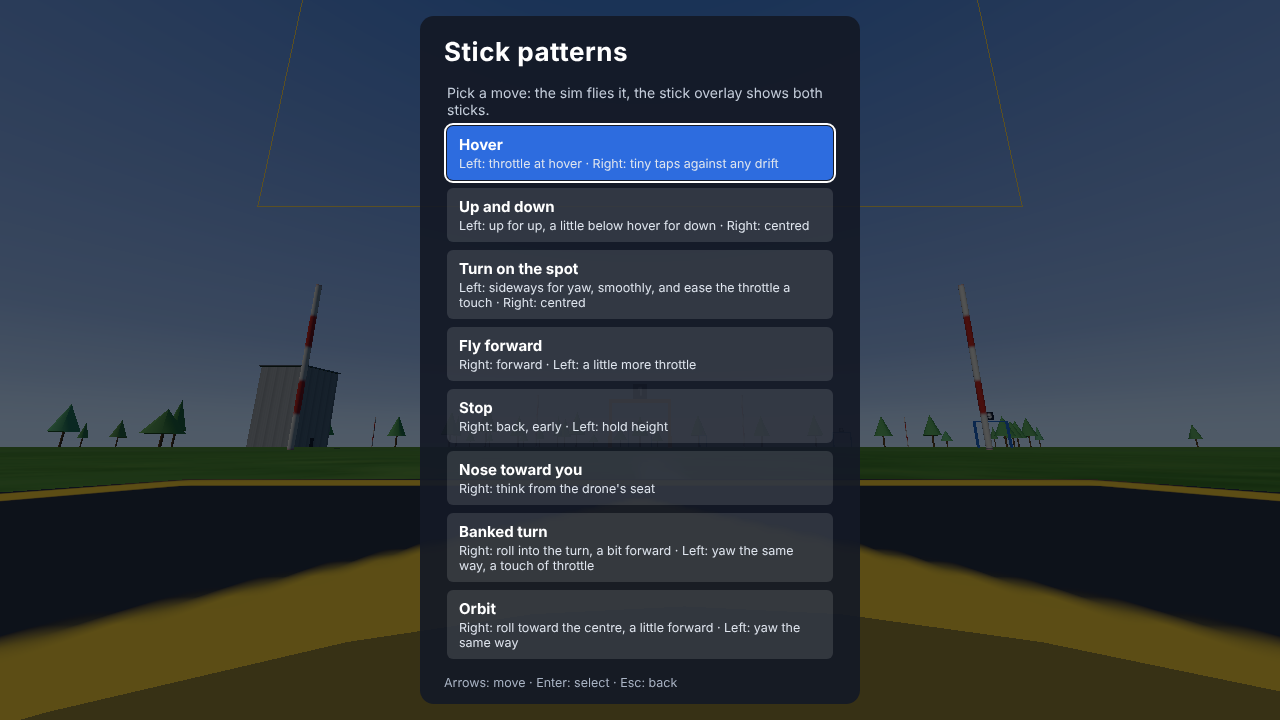 Stick patterns
Pick a move: the sim flies it, the stick overlay shows both
sticks.
Hover
Left: throttle at hover · Right: tiny taps against any drift
Up and down
Left: up for up, a little below hover for down · Right: centred
Turn on the spot
Left: sideways for yaw, smoothly, and ease the throttle a
touch · Right: centred
Fly forward
Right: forward · Left: a little more throttle
Stop
Right: back, early · Left: hold height
Nose toward you
Right: think from the drone's seat
Banked turn
Right: roll into the turn, a bit forward · Left: yaw the same
way, a touch of throttle
Orbit
Right: roll toward the centre, a little forward · Left: yaw the
same way
Arrows: move · Enter: select · Esc: back